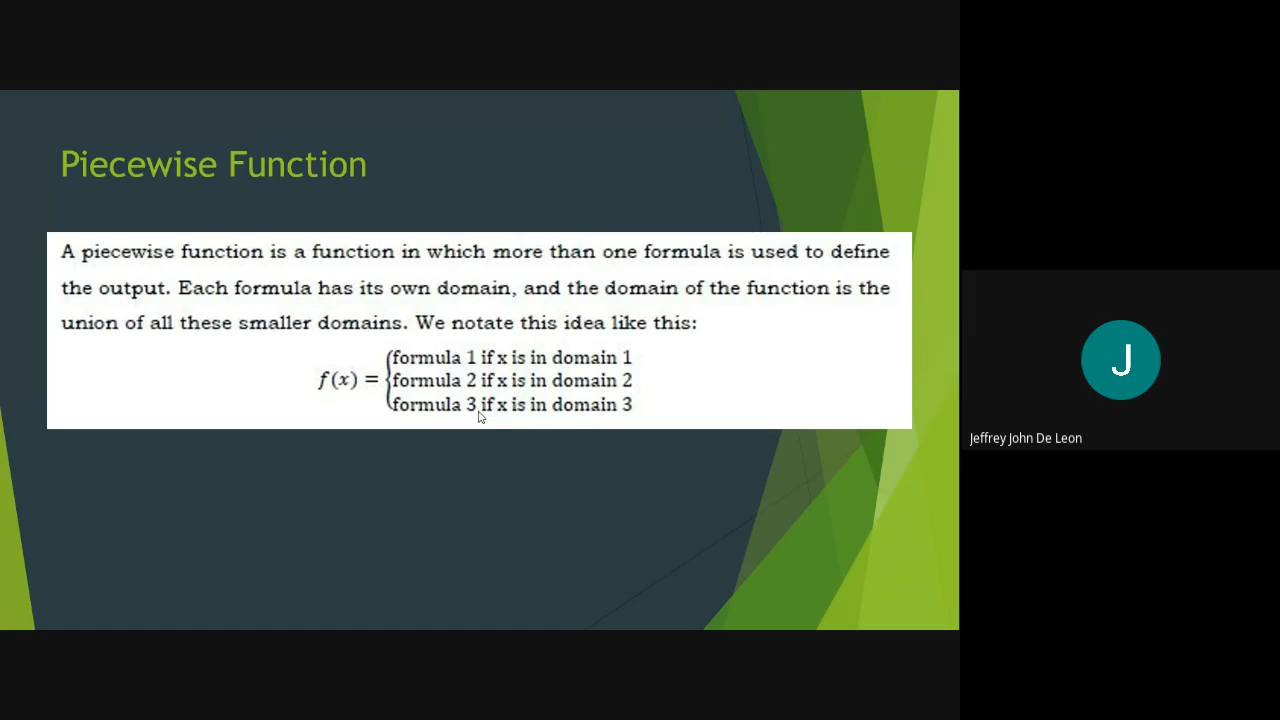 Piecewise Function
A piecewise function is a function in which more than one formula is used to define
the output. Each formula has its own domain, and the domain of the function is the
union of all these smaller domains. We notate this idea like this:
formula 1 if x is in domain 1
f(x) = { formula 2 if x is in domain 2
formula 3 if x is in domain 3
J
Jeffrey John De Leon